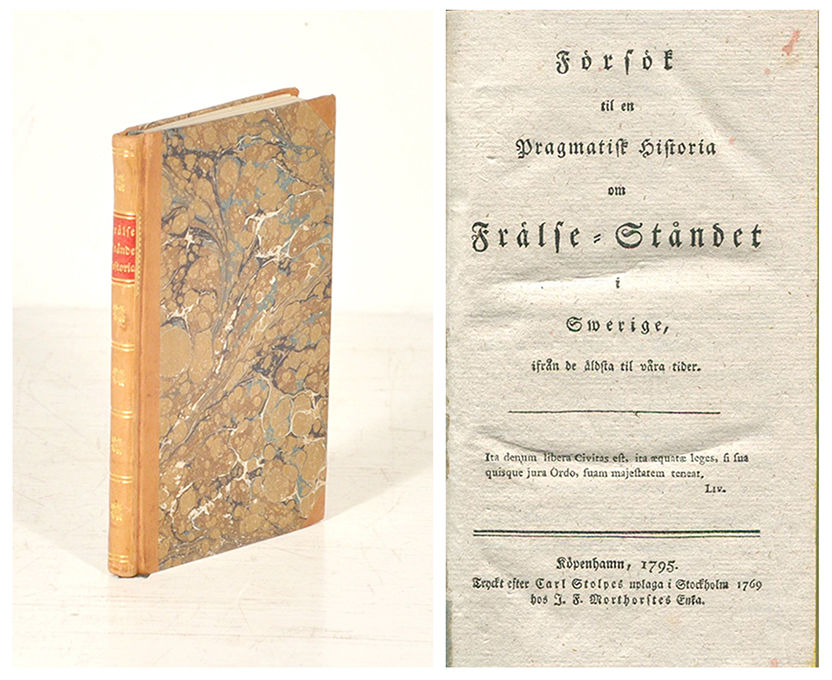 Frälse
Stånde
Historia
Försök
til en
Pragmatisk Historia
om
Frälse-Ståndet
i
Swerige,
ifrån de äldsta til våra tider.
Ita demum libera Civitas est, ita æquatæ leges, si sua
quisque jura Ordo, suam majestatem teneat.
Liv.
Köpenhamn, 1795.
Tryckt efter Carl Stolpes uplaga i Stockholm 1769
hos J. F. Morthorstes Enka.